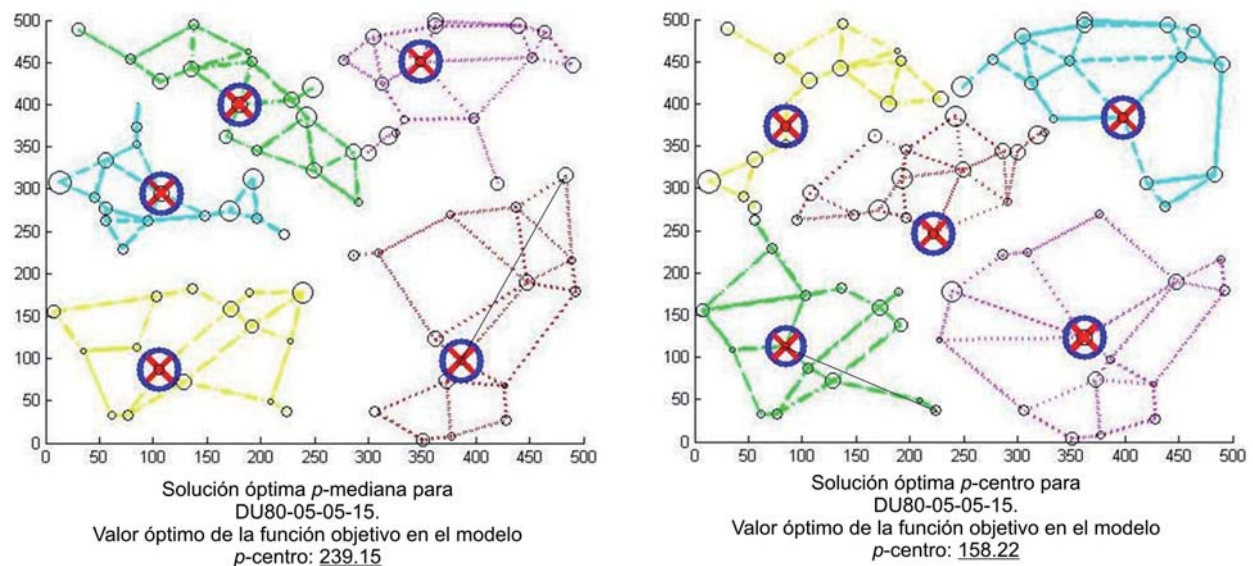 500
450
400
350
300
250
200
150
100
50
0
0 50 100 150 200 250 300 350 400 450 500
Solución óptima p-mediana para
DU80-05-05-15.
Valor óptimo de la función objetivo en el modelo
p-centro: 239.15
500
450
400
350
300
250
200
150
100
50
0
0 50 100 150 200 250 300 350 400 450 500
Solución óptima p-centro para
DU80-05-05-15.
Valor óptimo de la función objetivo en el modelo
p-centro: 158.22